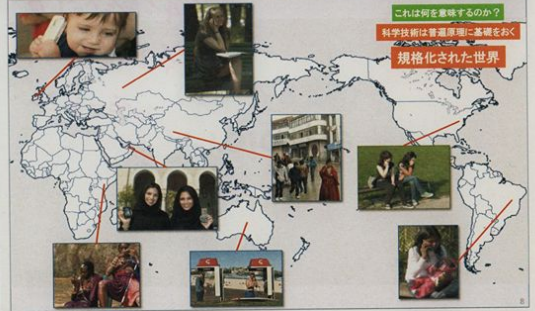 これは何を意味するのか？
科学技術は普遍原理に基礎をおく
規格化された世界